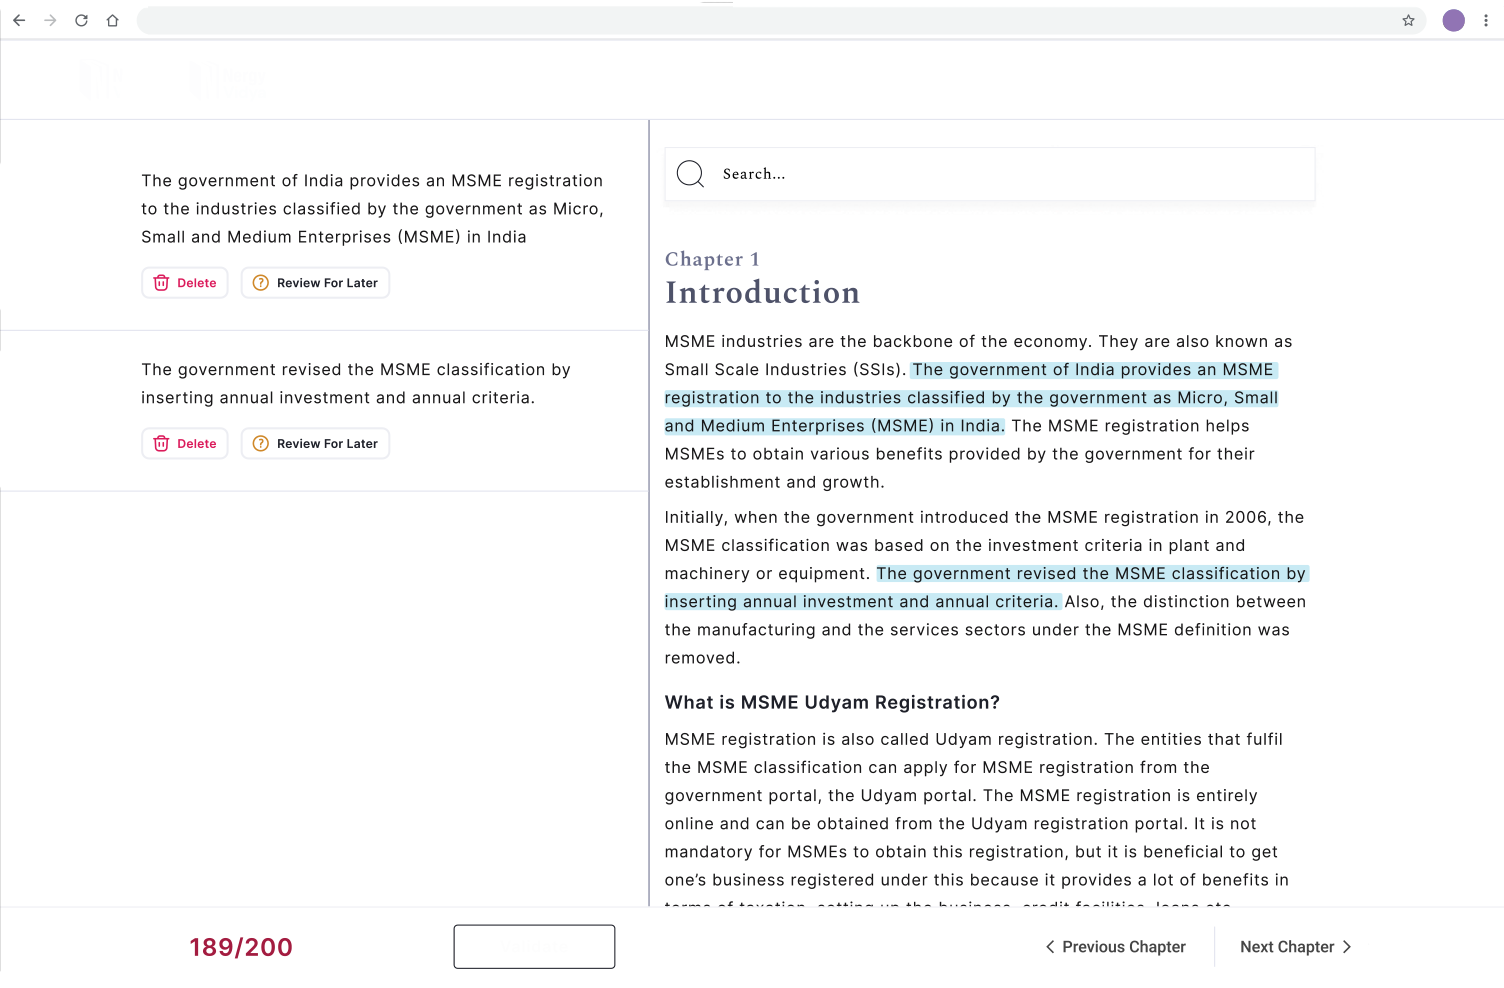 The government of India provides an MSME registration
to the industries classified by the government as Micro,
Small and Medium Enterprises (MSME) in India
Delete
Review For Later
The government revised the MSME classification by
inserting annual investment and annual criteria.
Delete
Review For Later
Search...
Chapter 1
Introduction
MSME industries are the backbone of the economy. They are also known as
Small Scale Industries (SSIs). The government of India provides an MSME
registration to the industries classified by the government as Micro, Small
and Medium Enterprises (MSME) in India. The MSME registration helps
MSMEs to obtain various benefits provided by the government for their
establishment and growth.
Initially, when the government introduced the MSME registration in 2006, the
MSME classification was based on the investment criteria in plant and
machinery or equipment. The government revised the MSME classification by
inserting annual investment and annual criteria. Also, the distinction between
the manufacturing and the services sectors under the MSME definition was
removed.
What is MSME Udyam Registration?
MSME registration is also called Udyam registration. The entities that fulfil
the MSME classification can apply for MSME registration from the
government portal, the Udyam portal. The MSME registration is entirely
online and can be obtained from the Udyam registration portal. It is not
mandatory for MSMEs to obtain this registration, but it is beneficial to get
one's business registered under this because it provides a lot of benefits in
terms of taxation, setting up the business, credit facilities, loans etc.
189/200
Previous Chapter
Next Chapter